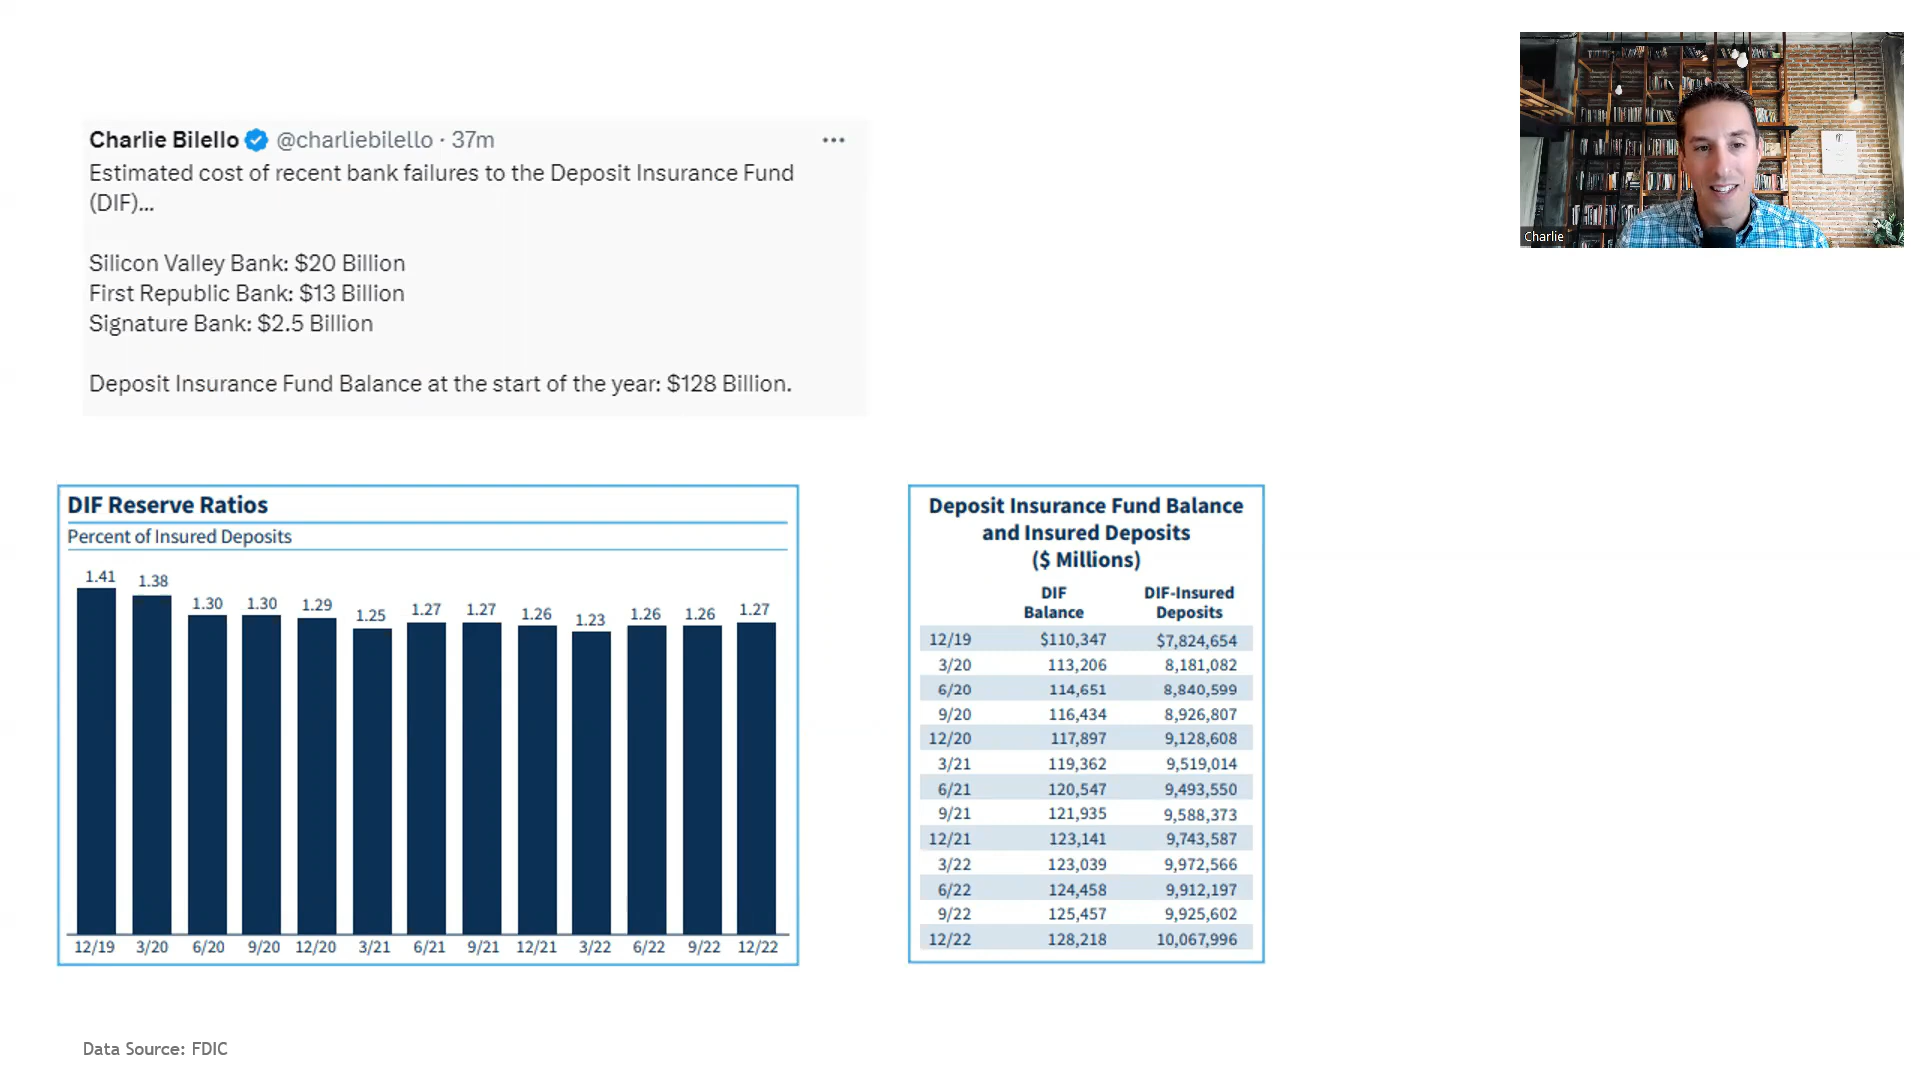 Charlie Bilello @charliebilello · 37m ...
Estimated cost of recent bank failures to the Deposit Insurance Fund
(DIF)...
Silicon Valley Bank: $20 Billion
First Republic Bank: $13 Billion
Signature Bank: $2.5 Billion
Deposit Insurance Fund Balance at the start of the year: $128 Billion.
Charlie
DIF Reserve Ratios
Percent of Insured Deposits
1.41 1.38 1.30 1.30 1.29 1.25 1.27 1.27 1.26 1.23 1.26 1.26 1.27
12/19 3/20 6/20 9/20 12/20 3/21 6/21 9/21 12/21 3/22 6/22 9/22 12/22
Deposit Insurance Fund Balance
and Insured Deposits
($ Millions)
DIF DIF-Insured
Balance Deposits
12/19 $110,347 $7,824,654
3/20 113,206 8,181,082
6/20 114,651 8,840,599
9/20 116,434 8,926,807
12/20 117,897 9,128,608
3/21 119,362 9,519,014
6/21 120,547 9,493,550
9/21 121,935 9,588,373
12/21 123,141 9,743,587
3/22 123,039 9,972,566
6/22 124,458 9,912,197
9/22 125,457 9,925,602
12/22 128,218 10,067,996
Data Source: FDIC